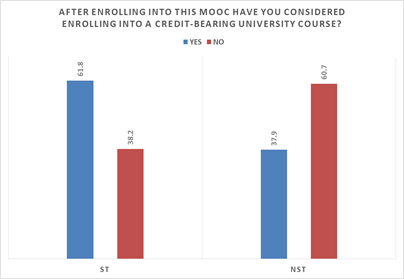 AFTER ENROLLING INTO THIS MOOC HAVE YOU CONSIDERED
ENROLLING INTO A CREDIT-BEARING UNIVERSITY COURSE?
YES NO
61.8
38.2
37.9
60.7
ST NST